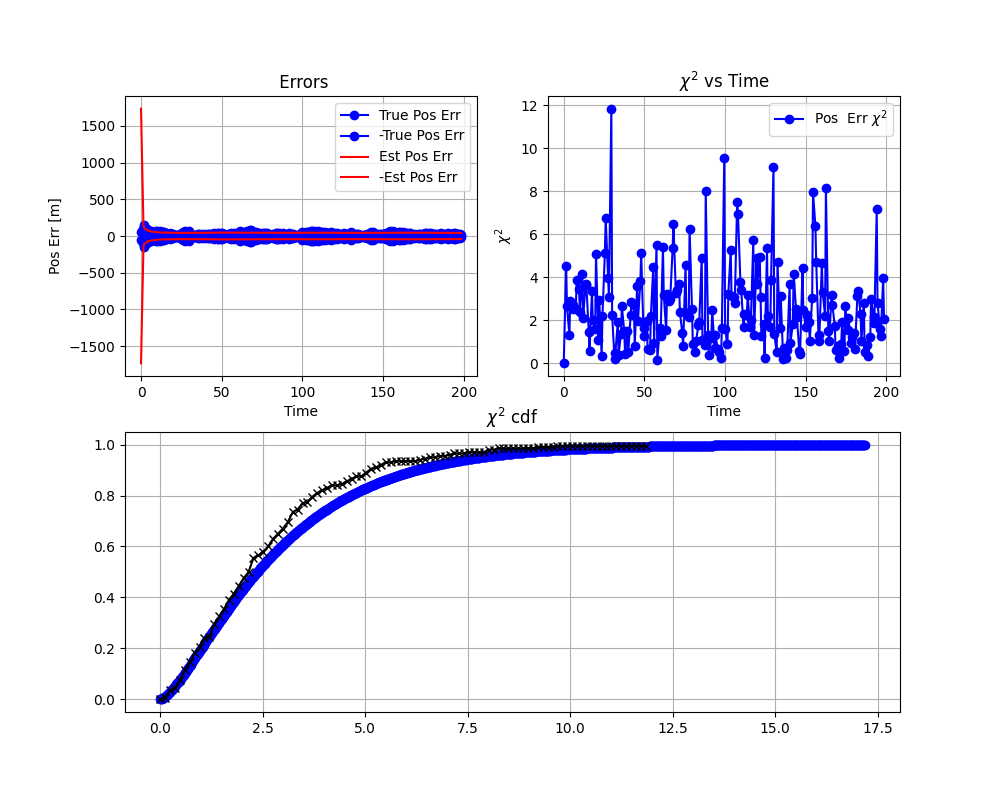 Errors
1500
1000
500
0
−500
−1000
−1500
Pos Err [m]
True Pos Err
-True Pos Err
Est Pos Err
-Est Pos Err
0 50 100 150 200
Time
χ² vs Time
12
10
8
6
4
2
0
χ²
Pos Err χ²
0 50 100 150 200
Time
χ² cdf
1.0
0.8
0.6
0.4
0.2
0.0
0.0 2.5 5.0 7.5 10.0 12.5 15.0 17.5